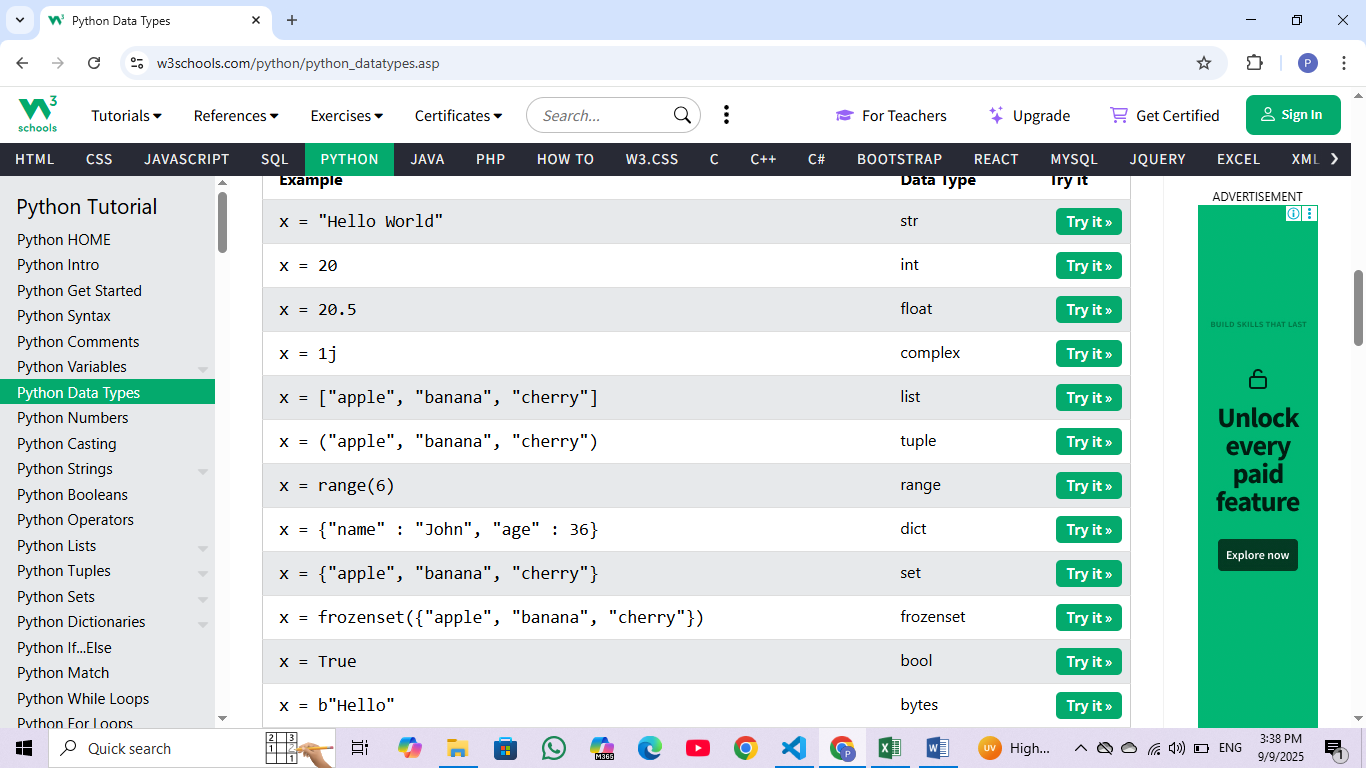 Python Data Types
w3schools.com/python/python_datatypes.asp
P
W3
schools
Tutorials References Exercises Certificates Search... For Teachers Upgrade Get Certified Sign In
HTML CSS JAVASCRIPT SQL PYTHON JAVA PHP HOW TO W3.CSS C C++ C# BOOTSTRAP REACT MYSQL JQUERY EXCEL XML
Python Tutorial
Python HOME
Python Intro
Python Get Started
Python Syntax
Python Comments
Python Variables
Python Data Types
Python Numbers
Python Casting
Python Strings
Python Booleans
Python Operators
Python Lists
Python Tuples
Python Sets
Python Dictionaries
Python If...Else
Python Match
Python While Loops
Python For Loops
Example Data Type Try it
x = "Hello World" str Try it »
x = 20 int Try it »
x = 20.5 float Try it »
x = 1j complex Try it »
x = ["apple", "banana", "cherry"] list Try it »
x = ("apple", "banana", "cherry") tuple Try it »
x = range(6) range Try it »
x = {"name" : "John", "age" : 36} dict Try it »
x = {"apple", "banana", "cherry"} set Try it »
x = frozenset({"apple", "banana", "cherry"}) frozenset Try it »
x = True bool Try it »
x = b"Hello" bytes Try it »
ADVERTISEMENT
BUILD SKILLS THAT LAST
Unlock
every
paid
feature
Explore now
Quick search
M365
UV High... ENG
3:38 PM
9/9/2025
1